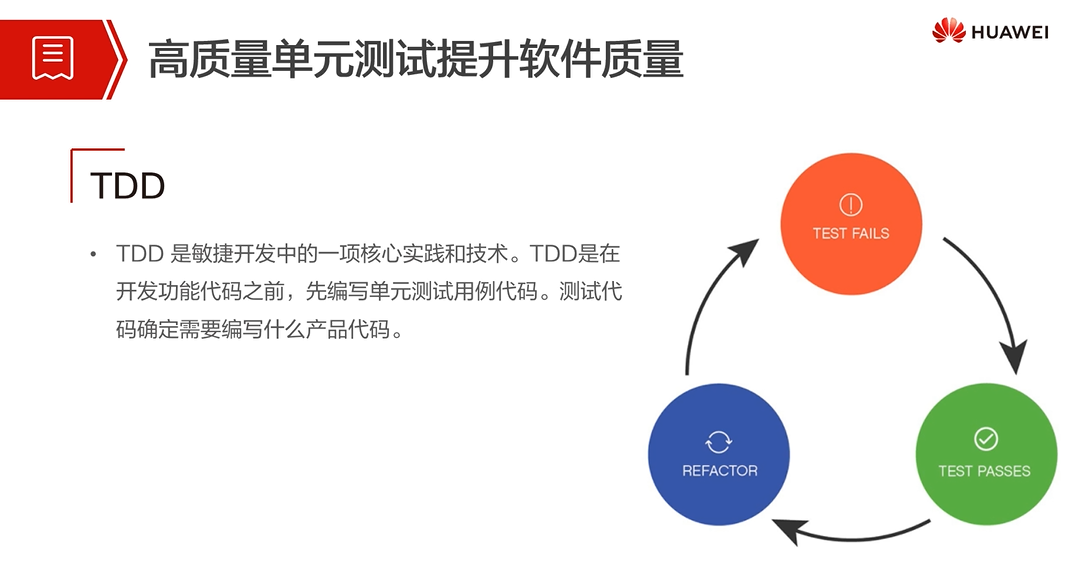 高质量单元测试提升软件质量
HUAWEI
TDD
• TDD 是敏捷开发中的一项核心实践和技术。TDD是在
开发功能代码之前，先编写单元测试用例代码。测试代
码确定需要编写什么产品代码。
TEST FAILS
REFACTOR
TEST PASSES